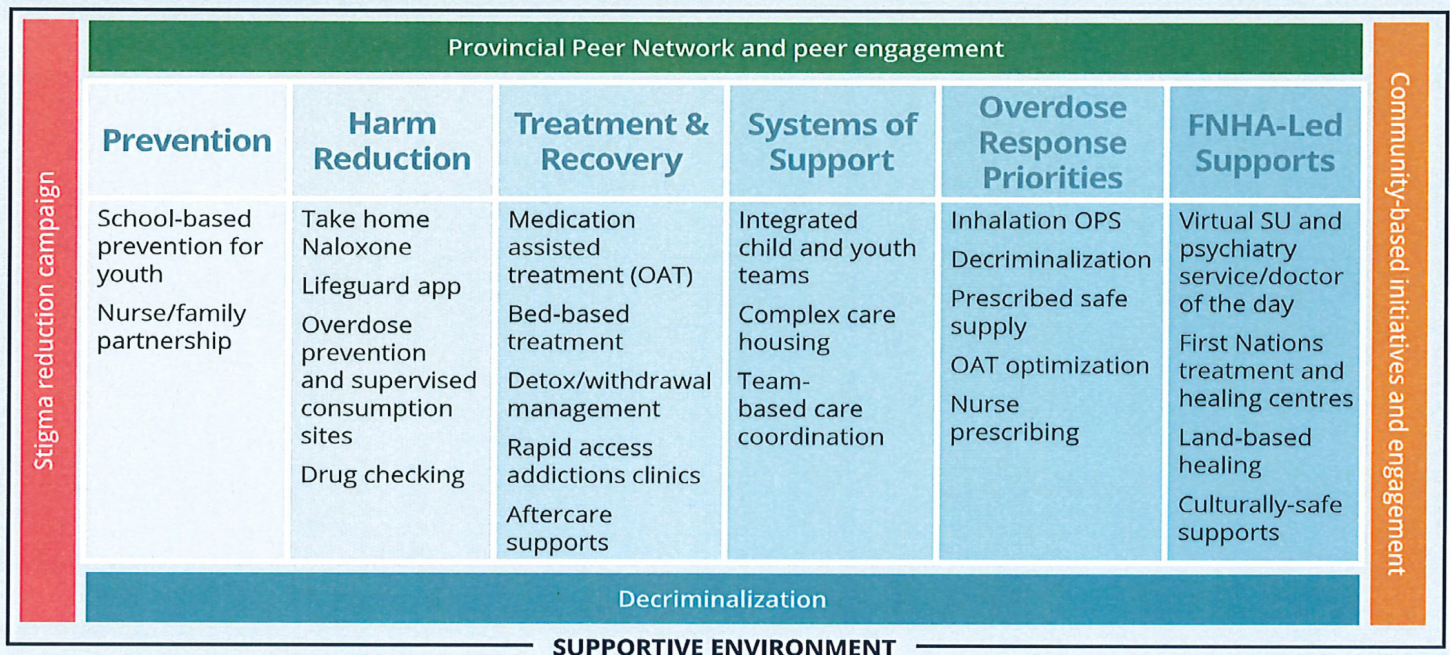 Provincial Peer Network and peer engagement
Stigma reduction campaign
Prevention
School-based
prevention for
youth
Nurse/family
partnership
Harm
Reduction
Take home
Naloxone
Lifeguard app
Overdose
prevention
and supervised
consumption
sites
Drug checking
Treatment &
Recovery
Medication
assisted
treatment (OAT)
Bed-based
treatment
Detox/withdrawal
management
Rapid access
addictions clinics
Aftercare
supports
Systems of
Support
Integrated
child and youth
teams
Complex care
housing
Team-
based care
coordination
Overdose
Response
Priorities
Inhalation OPS
Decriminalization
Prescribed safe
supply
OAT optimization
Nurse
prescribing
FNHA-Led
Supports
Virtual SU and
psychiatry
service/doctor
of the day
First Nations
treatment and
healing centres
Land-based
healing
Culturally-safe
supports
Community-based initiatives and engagement
Decriminalization
SUPPORTIVE ENVIRONMENT